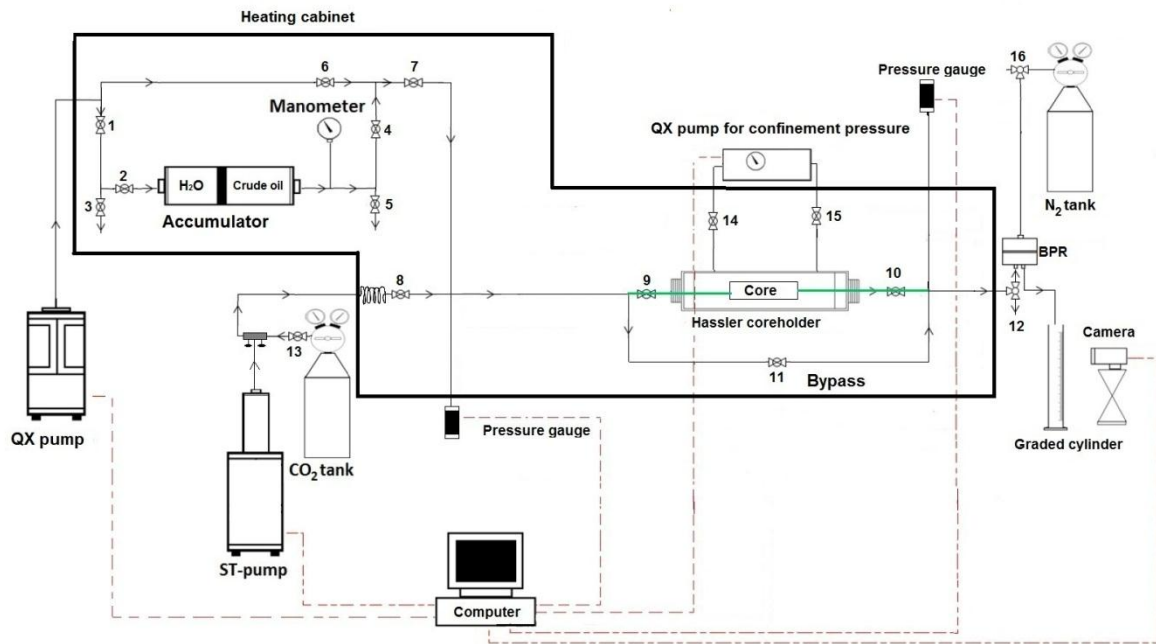 Heating cabinet
16
6
7
Pressure gauge
Manometer
1
4
QX pump for confinement pressure
2
H₂O
Crude oil
3
5
14
15
N₂ tank
Accumulator
BPR
8
9
Core
10
Hassler coreholder
12
Camera
13
11
Bypass
QX pump
Pressure gauge
Graded cylinder
CO₂ tank
ST-pump
Computer